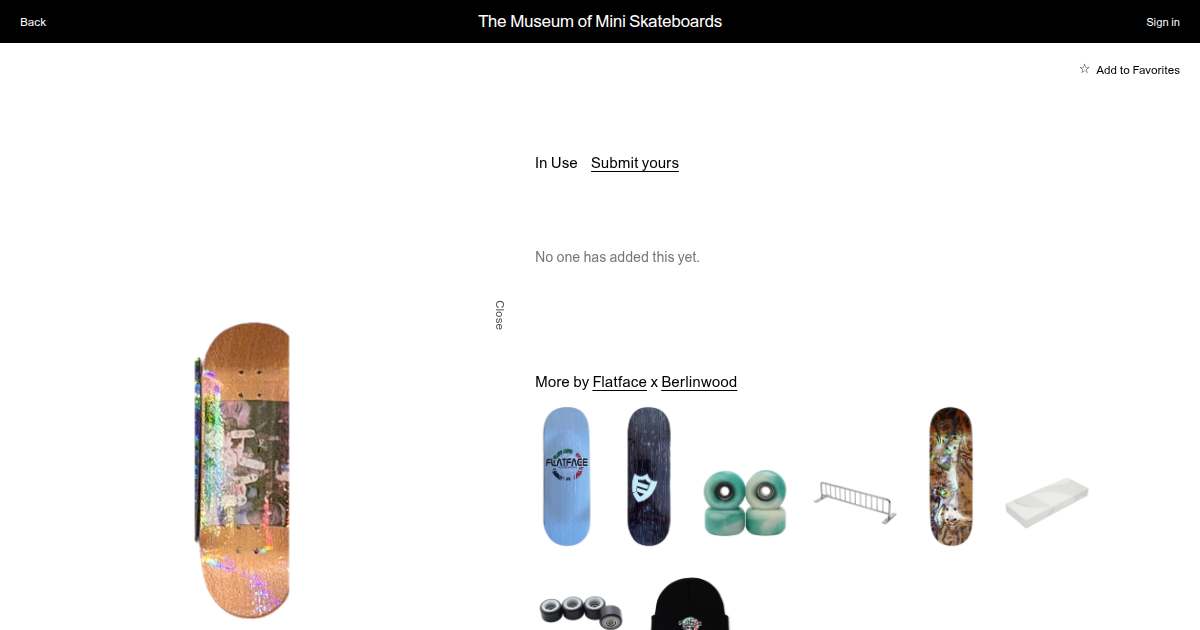 Back
The Museum of Mini Skateboards
Sign in
☆ Add to Favorites
In Use Submit yours
No one has added this yet.
Close
More by Flatface x Berlinwood
FLATFACE